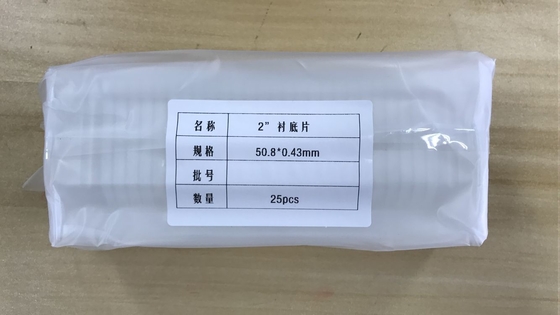 名称 2” 衬底片
规格 50.8*0.43mm
批号
数量 25pcs